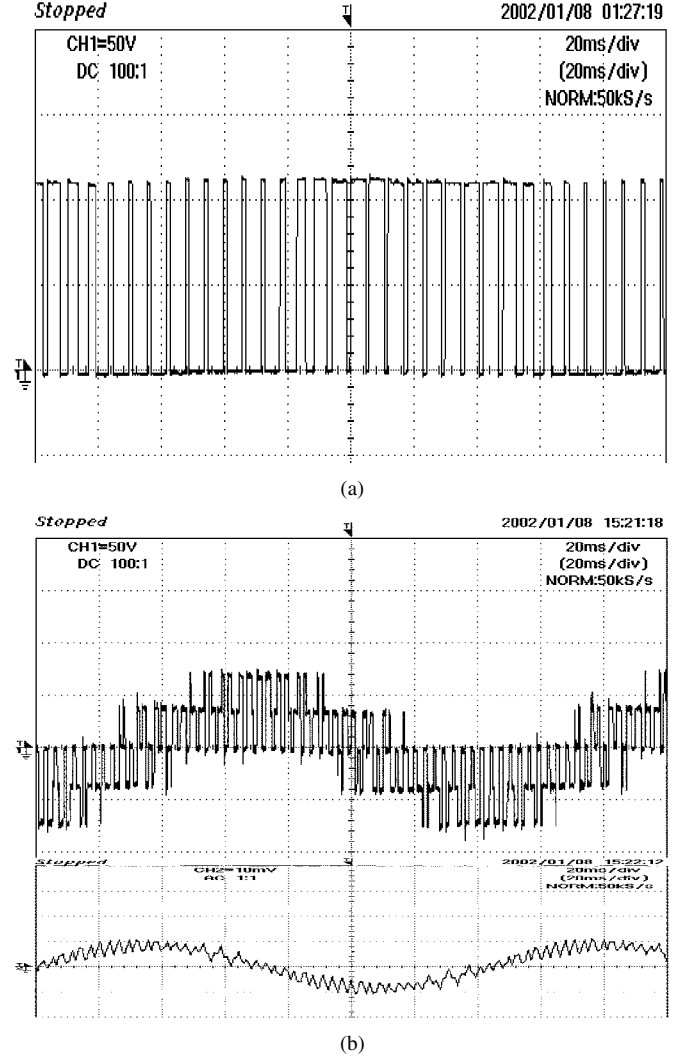 Stopped 2002/01/08 01:27:19
CH1=50V 20ms/div
DC 100:1 (20ms/div)
NORM:50kS/s
(a)
Stopped 2002/01/08 15:21:18
CH1=50V 20ms/div
DC 100:1 (20ms/div)
NORM:50kS/s
Stopped 2002/01/08 15:22:12
CH2=10mV 20ms/div
AC 1:1 (20ms/div)
NORM:50kS/s
(b)